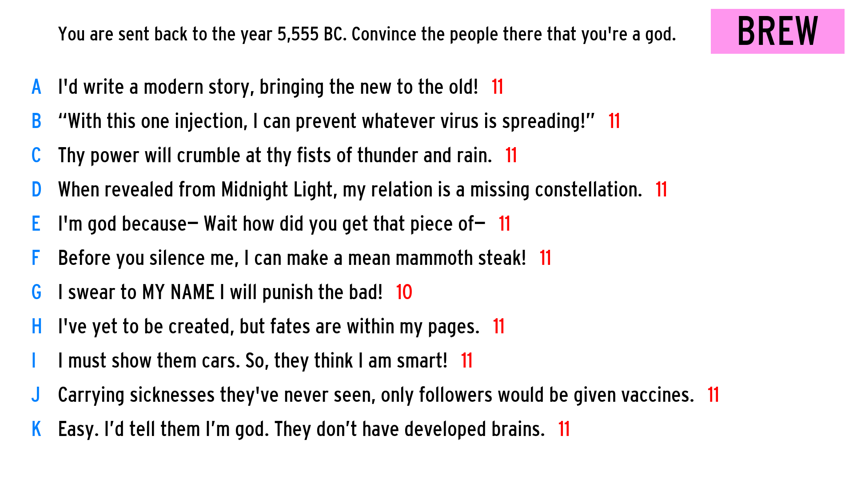 You are sent back to the year 5,555 BC. Convince the people there that you're a god.
BREW
A I'd write a modern story, bringing the new to the old! 11
B “With this one injection, I can prevent whatever virus is spreading!” 11
C Thy power will crumble at thy fists of thunder and rain. 11
D When revealed from Midnight Light, my relation is a missing constellation. 11
E I'm god because— Wait how did you get that piece of— 11
F Before you silence me, I can make a mean mammoth steak! 11
G I swear to MY NAME I will punish the bad! 10
H I've yet to be created, but fates are within my pages. 11
I I must show them cars. So, they think I am smart! 11
J Carrying sicknesses they've never seen, only followers would be given vaccines. 11
K Easy. I’d tell them I’m god. They don’t have developed brains. 11